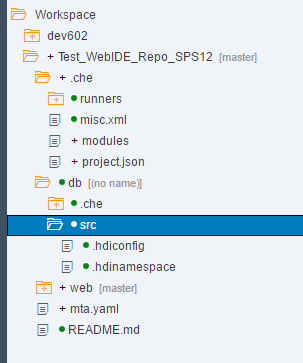 Workspace
dev602
+ Test_WebIDE_Repo_SPS12 [master]
+ .che
runners
misc.xml
+ modules
+ project.json
db [(no name)]
.che
src
.hdiconfig
.hdinamespace
+ web [master]
+ mta.yaml
README.md